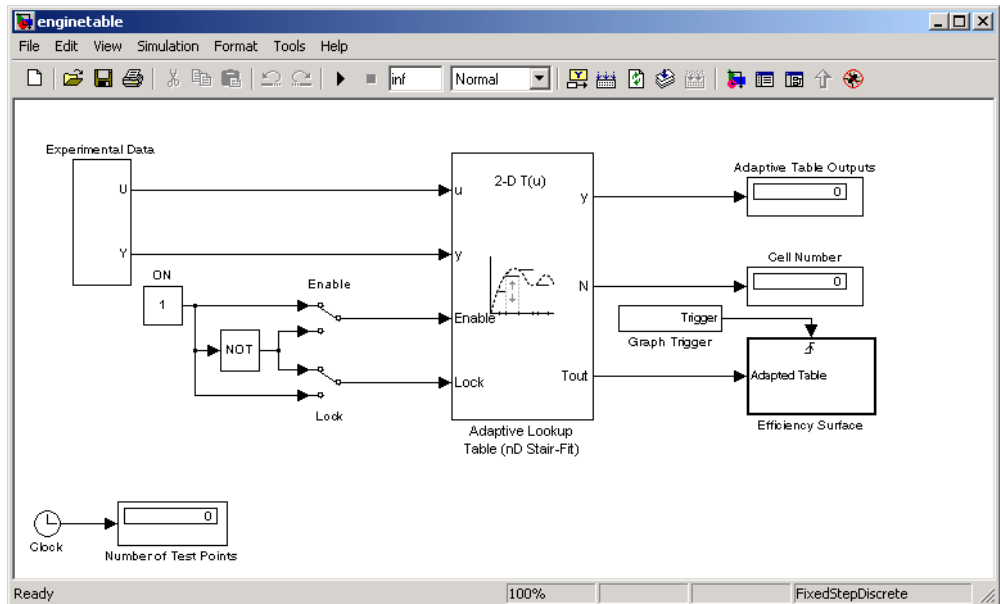 enginetable
File Edit View Simulation Format Tools Help
inf Normal
Experimental Data
U
Y
ON
1
NOT
Enable
Lock
2-D T(u)
u
y
Enable
Lock
y
N
Tout
Adaptive Lookup
Table (nD Stair-Fit)
Adaptive Table Outputs
0
Cell Number
0
Trigger
Graph Trigger
Adapted Table
Efficiency Surface
Clock
0
Number of Test Points
Ready 100% FixedStepDiscrete